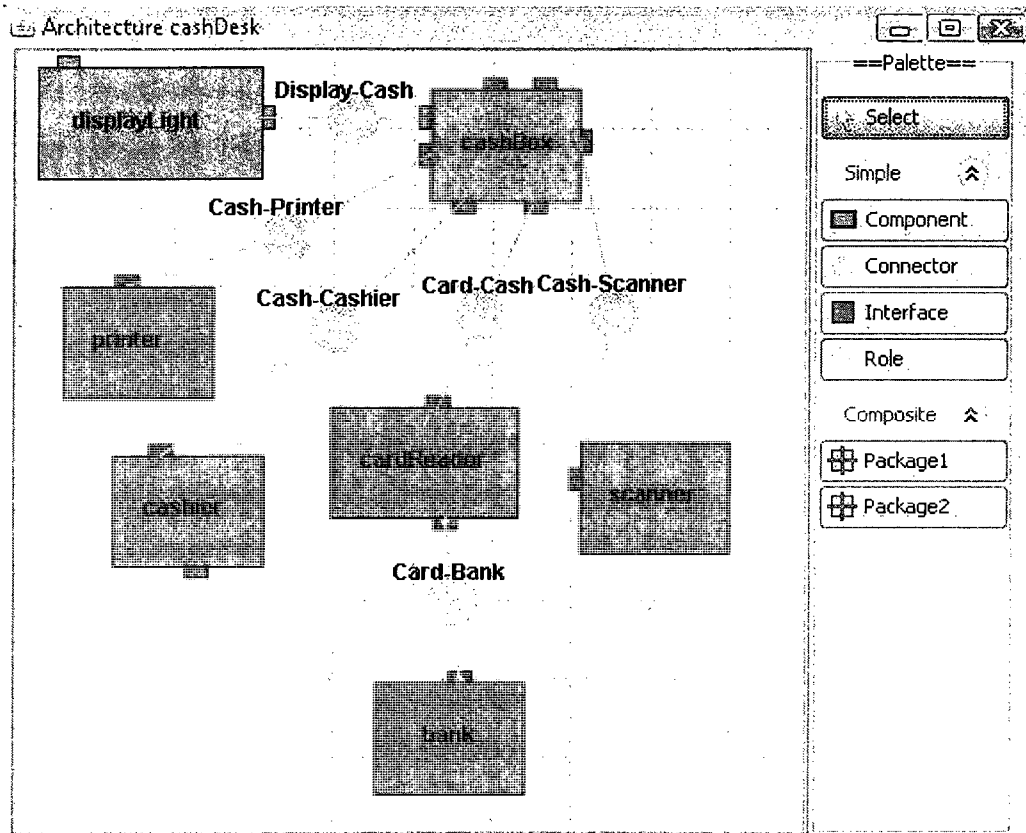 Architecture cashDesk
==Palette==
Select
Simple
Component
Connector
Interface
Role
Composite
Package1
Package2
displayLight
Display-Cash
cashBox
Cash-Printer
Cash-Cashier
Card-Cash
Cash-Scanner
printer
cardReader
cashier
scanner
Card-Bank
bank